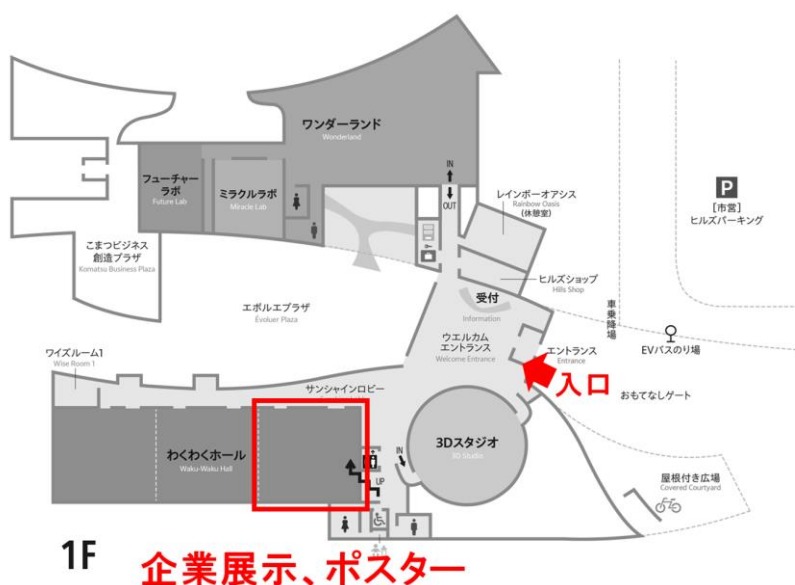 ワンダーランド
Wonderland
IN
OUT
フューチャー
ラボ
Future Lab
ミラクルラボ
Miracle Lab
レインボーオアシス
Rainbow Oasis
(休憩室)
P
[市営]
ヒルズパーキング
こまつビジネス
創造プラザ
Komatsu Business Plaza
ヒルズショップ
Hills Shop
エボルエプラザ
Évoluer Plaza
受付
Information
車乗降場
ウエルカム
エントランス
Welcome Entrance
エントランス
Entrance
EVバスのり場
ワイズルーム1
Wise Room 1
サンシャインロビー
入口
おもてなしゲート
わくわくホール
Waku-Waku Hall
IN
UP
3Dスタジオ
3D Studio
屋根付き広場
Covered Courtyard
1F
企業展示、ポスター